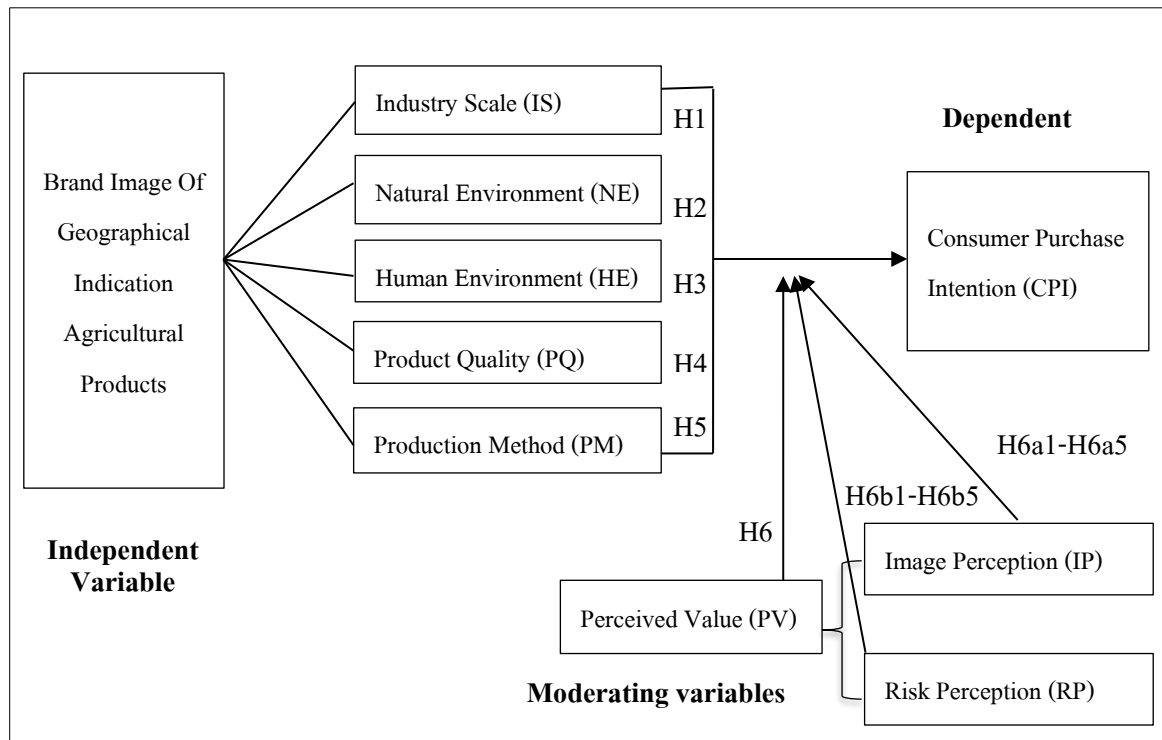 Brand Image Of
Geographical
Indication
Agricultural
Products
Independent
Variable
Industry Scale (IS)
Natural Environment (NE)
Human Environment (HE)
Product Quality (PQ)
Production Method (PM)
H1
H2
H3
H4
H5
Dependent
Consumer Purchase
Intention (CPI)
H6a1-H6a5
H6b1-H6b5
H6
Image Perception (IP)
Perceived Value (PV)
Risk Perception (RP)
Moderating variables